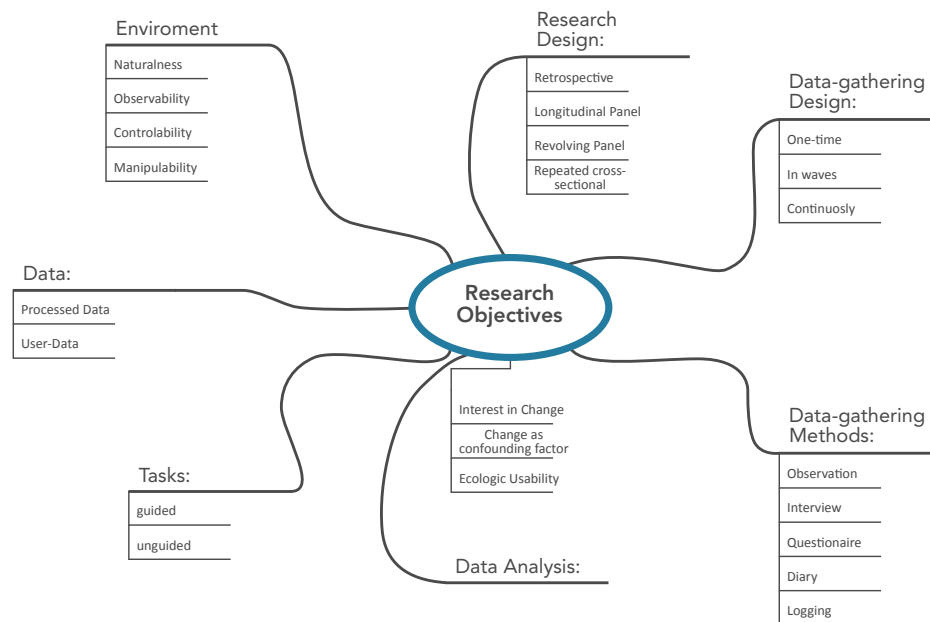 Enviroment
Naturalness
Observability
Controlability
Manipulability
Research
Design:
Retrospective
Longitudinal Panel
Revolving Panel
Repeated cross-
sectional
Data-gathering
Design:
One-time
In waves
Continuosly
Data:
Processed Data
User-Data
Research
Objectives
Interest in Change
Change as
confounding factor
Ecologic Usability
Tasks:
guided
unguided
Data Analysis:
Data-gathering
Methods:
Observation
Interview
Questionaire
Diary
Logging